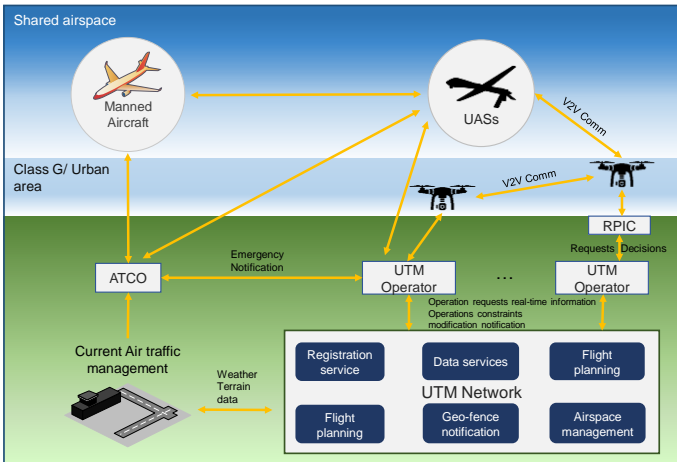 Shared airspace
Manned
Aircraft
UASs
V2V Comm
Class G/ Urban
area
V2V Comm
RPIC
Requests Decisions
Emergency
Notification
ATCO
UTM
Operator
...
UTM
Operator
Operation requests real-time information
Operations constraints
modification notification
Current Air traffic
management
Weather
Terrain
data
Registration
service
Data services
Flight
planning
UTM Network
Flight
planning
Geo-fence
notification
Airspace
management